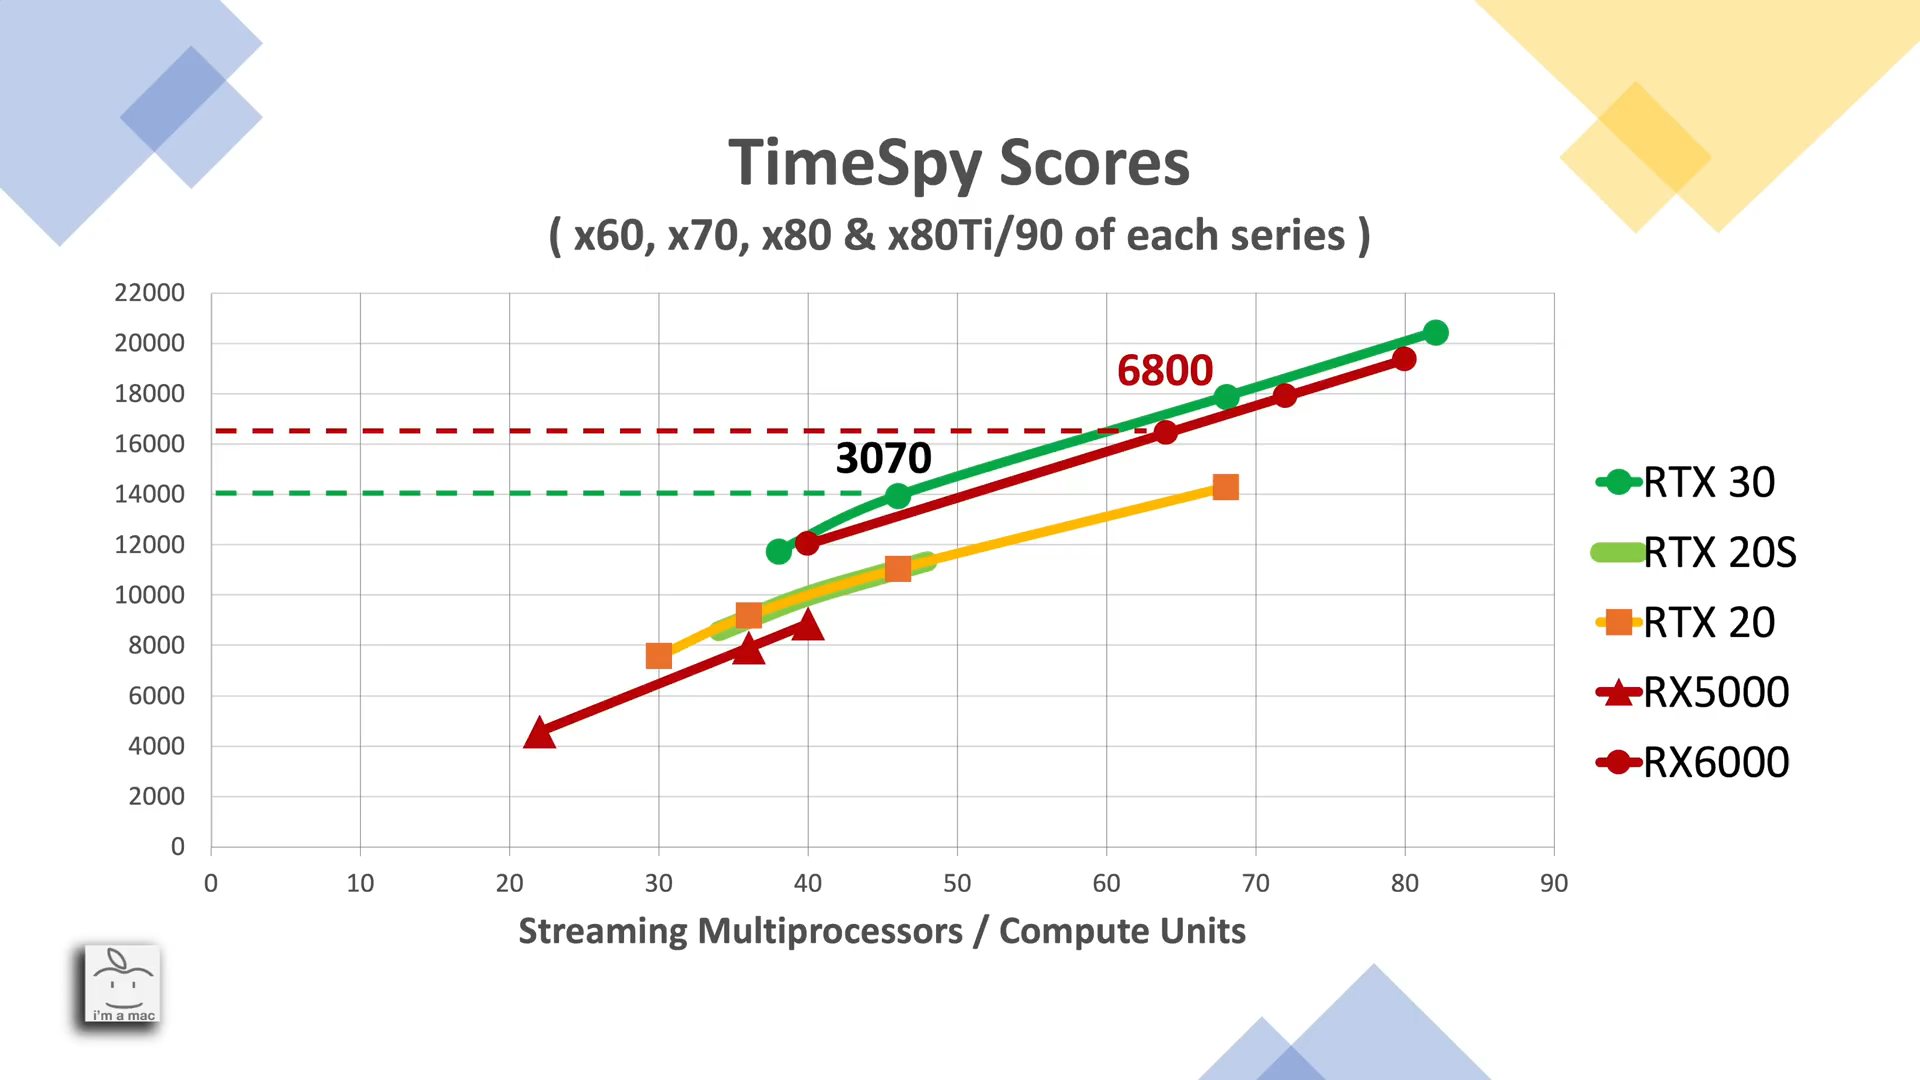 TimeSpy Scores
( x60, x70, x80 & x80Ti/90 of each series )
22000
20000
18000
16000
14000
12000
10000
8000
6000
4000
2000
0
6800
3070
0 10 20 30 40 50 60 70 80 90
Streaming Multiprocessors / Compute Units
RTX 30
RTX 20S
RTX 20
RX5000
RX6000
i'm a mac